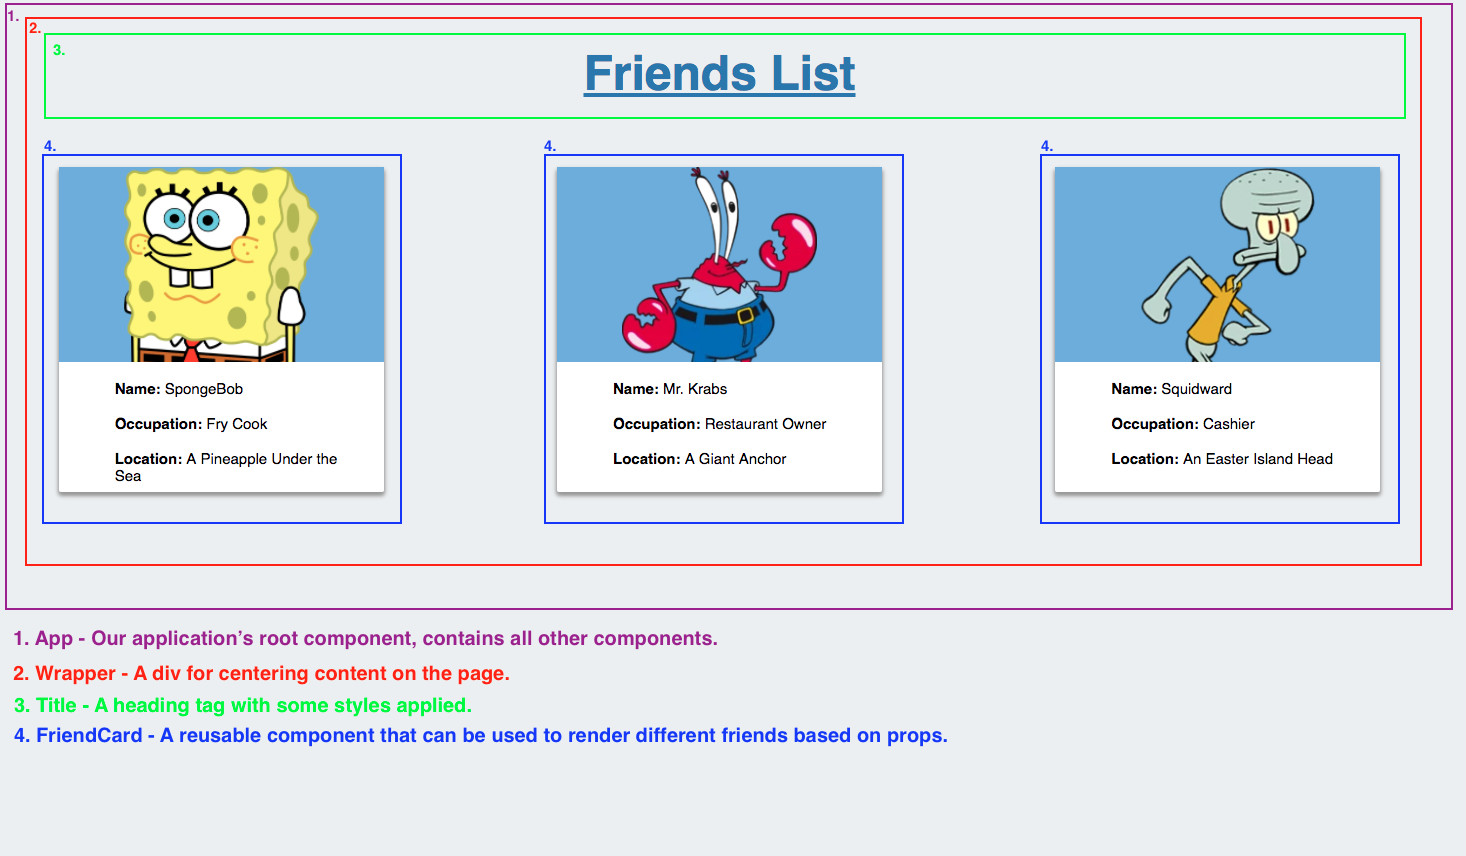 1.
2.
3.
Friends List
4.
4.
4.
Name: SpongeBob
Occupation: Fry Cook
Location: A Pineapple Under the
Sea
Name: Mr. Krabs
Occupation: Restaurant Owner
Location: A Giant Anchor
Name: Squidward
Occupation: Cashier
Location: An Easter Island Head
1. App - Our application’s root component, contains all other components.
2. Wrapper - A div for centering content on the page.
3. Title - A heading tag with some styles applied.
4. FriendCard - A reusable component that can be used to render different friends based on props.